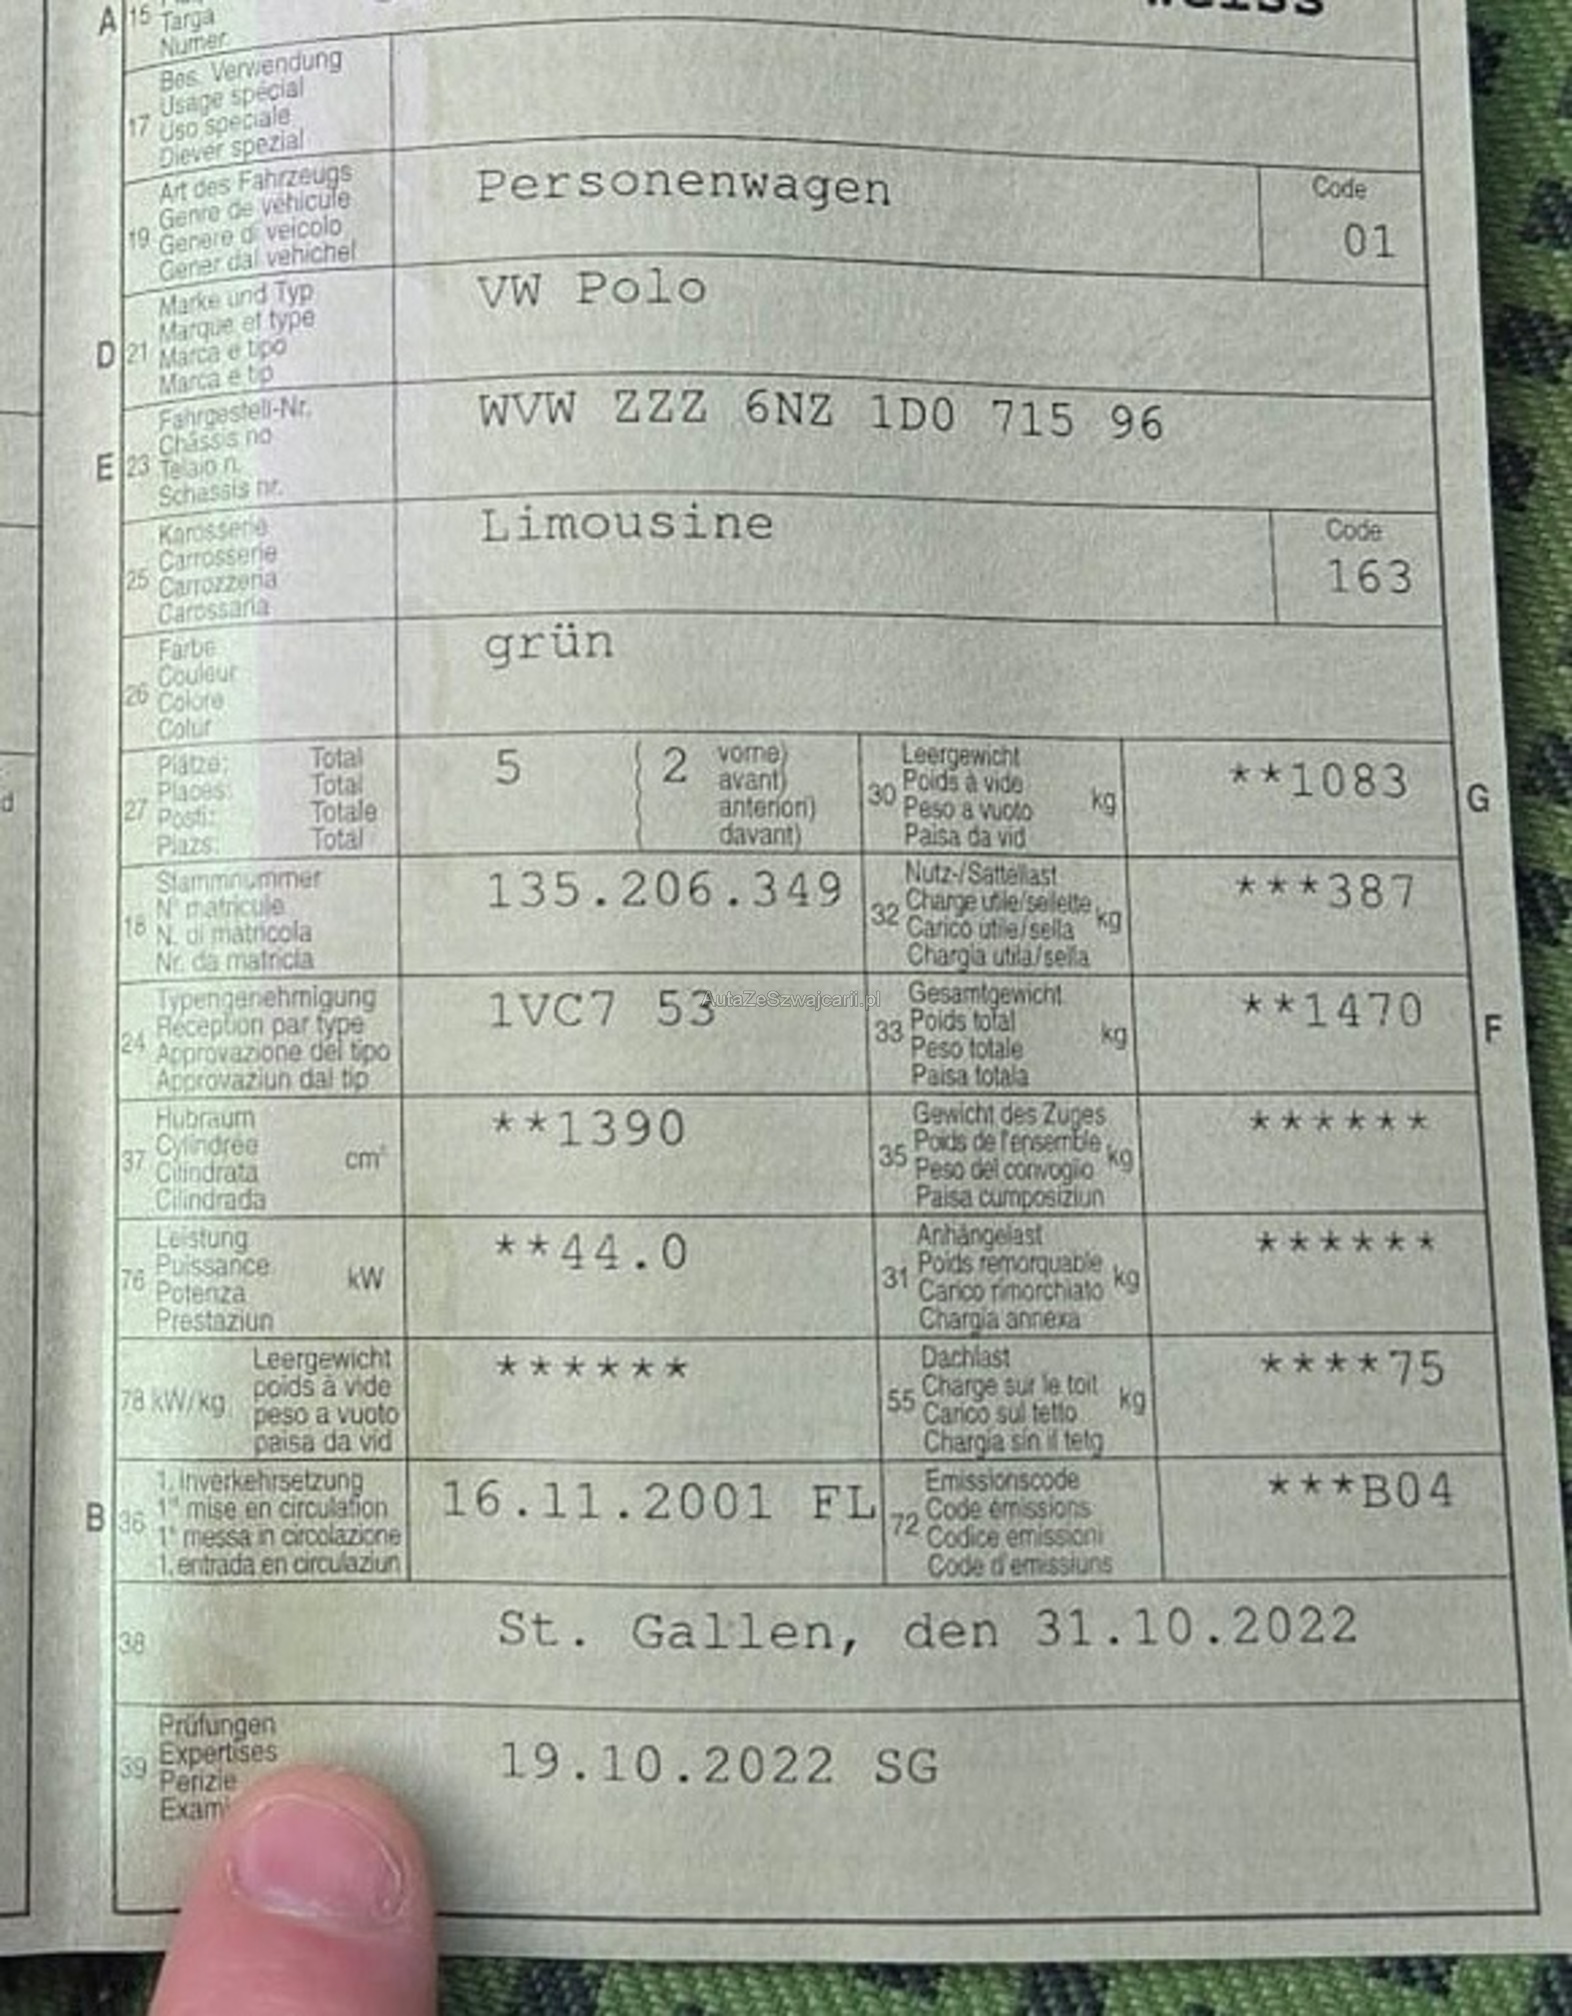 weiss
A 15 Targa
Numer
17 Bes. Verwendung
Usage spécial
Uso speciale
Diever spezial
19 Art des Fahrzeugs
Genre de véhicule
Genere di veicolo
Gener dal vehichel
Personenwagen
Code
01
D 21 Marke und Typ
Marque et type
Marca e tipo
Marca e tip
VW Polo
E 23 Fahrgestell-Nr.
Châssis no
Telaio n.
Schassis nr.
WVW ZZZ 6NZ 1D0 715 96
25 Karosserie
Carrosserie
Carrozzeria
Carossaria
Limousine
Code
163
26 Farbe
Couleur
Colore
Colur
grün
27 Plätze: Total
Places: Total
Posti: Totale
Plazs: Total
5 ( 2 vorne)
( avant)
( anteriori)
( davant)
30 Leergewicht
Poids à vide
Peso a vuoto
Paisa da vid
kg
**1083
G
18 Stammnummer
N° matricule
N. di matricola
Nr. da matricla
135.206.349
32 Nutz-/Sattellast
Charge utile/sellette
Carico utile/sella
Chargia utila/sella
kg
***387
24 Typengenehmigung
Réception par type
Approvazione del tipo
Approvaziun dal tip
1VC7 53
AutaZeSzwajcarii.pl
33 Gesamtgewicht
Poids total
Peso totale
Paisa totala
kg
**1470
F
37 Hubraum
Cylindrée
Cilindrata
Cilindrada
cm³
**1390
35 Gewicht des Zuges
Poids de l'ensemble
Peso del convoglio
Paisa cumposiziun
kg
******
76 Leistung
Puissance
Potenza
Prestaziun
kW
**44.0
31 Anhängelast
Poids remorquable
Carico rimorchiato
Chargia annexa
kg
******
78 kW/kg Leergewicht
poids à vide
peso a vuoto
paisa da vid
******
55 Dachlast
Charge sur le toit
Carico sul tetto
Chargia sin il tetg
kg
****75
B 36 1. Inverkehrsetzung
1re mise en circulation
1a messa in circolazione
1. entrada en circulaziun
16.11.2001 FL
72 Emissionscode
Code émissions
Codice emissioni
Code d'emissiuns
***B04
38 St. Gallen, den 31.10.2022
39 Prüfungen
Expertises
Perizie
Exam
19.10.2022 SG
d